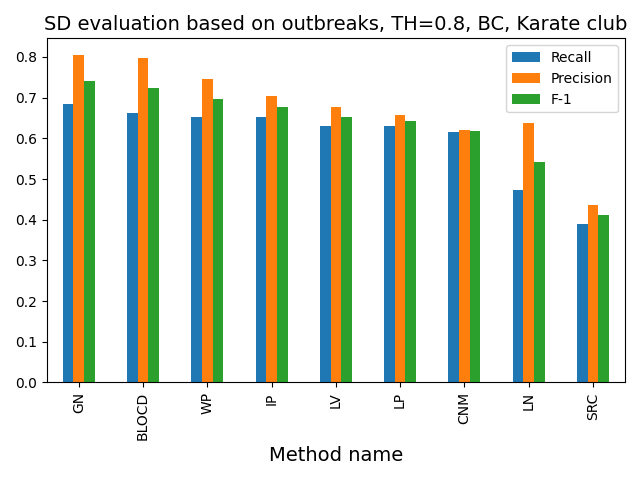 SD evaluation based on outbreaks, TH=0.8, BC, Karate club
Recall
Precision
F-1
0.8
0.7
0.6
0.5
0.4
0.3
0.2
0.1
0.0
GN
BLOCD
WP
IP
LV
LP
CNM
LN
SRC
Method name